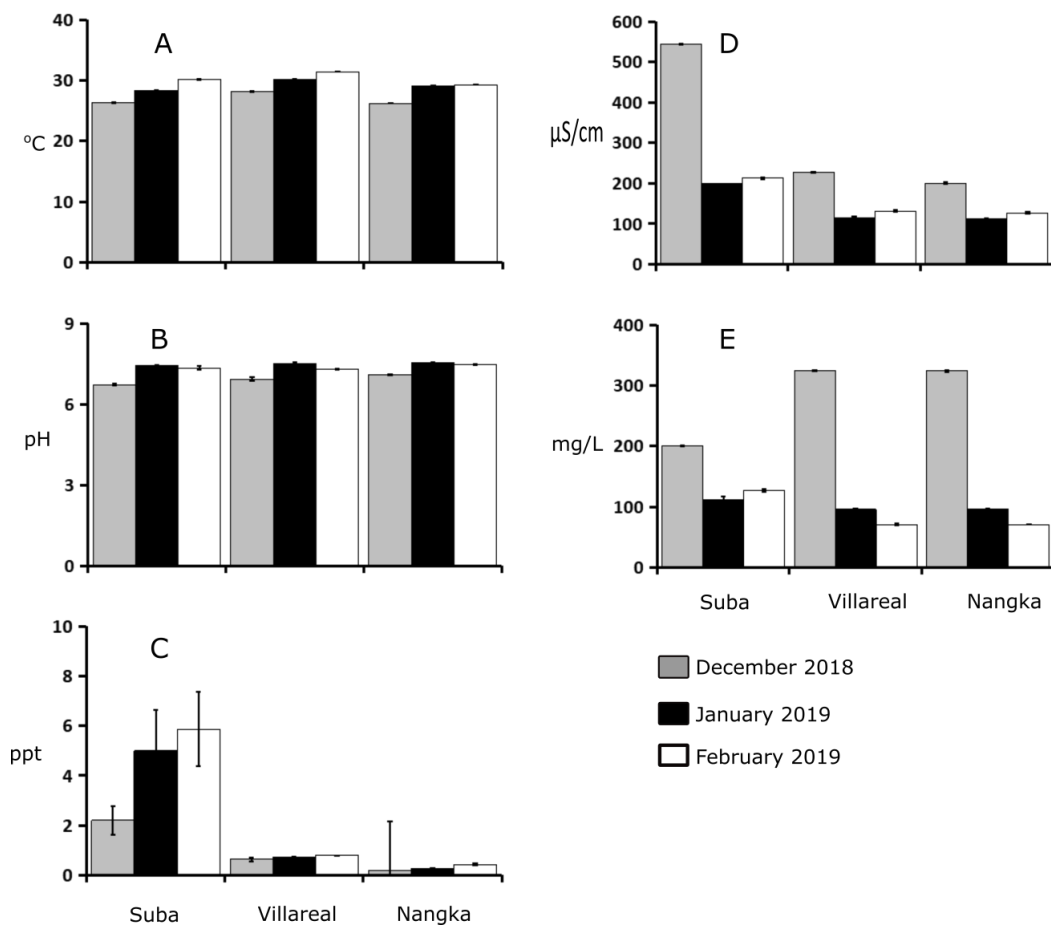 A
40
30
20
10
0
°C
B
9
6
3
0
pH
C
10
8
6
4
2
0
ppt
Suba Villareal Nangka
D
600
500
400
300
200
100
0
µS/cm
E
400
300
200
100
0
mg/L
Suba Villareal Nangka
December 2018
January 2019
February 2019